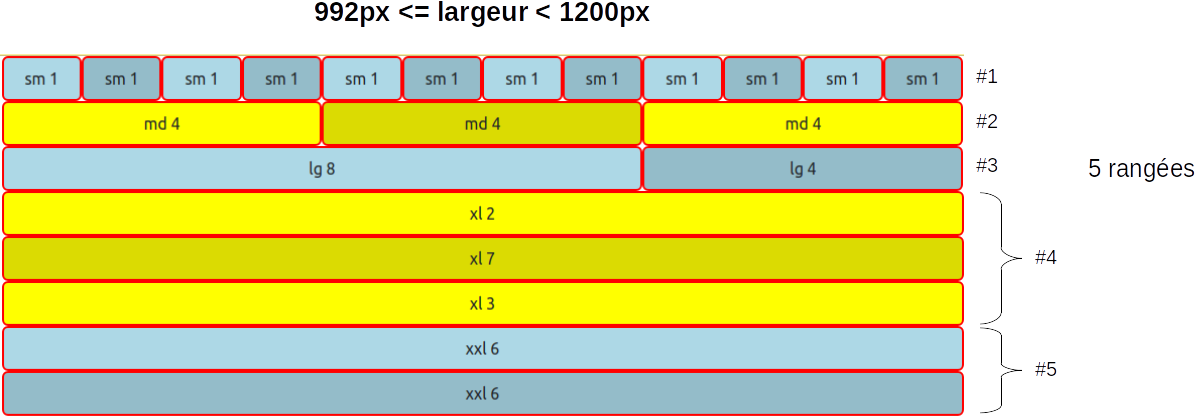 992px <= largeur < 1200px
sm 1 sm 1 sm 1 sm 1 sm 1 sm 1 sm 1 sm 1 sm 1 sm 1 sm 1 sm 1 #1
md 4 md 4 md 4 #2
lg 8 lg 4 #3 5 rangées
xl 2
xl 7 #4
xl 3
xxl 6
#5
xxl 6